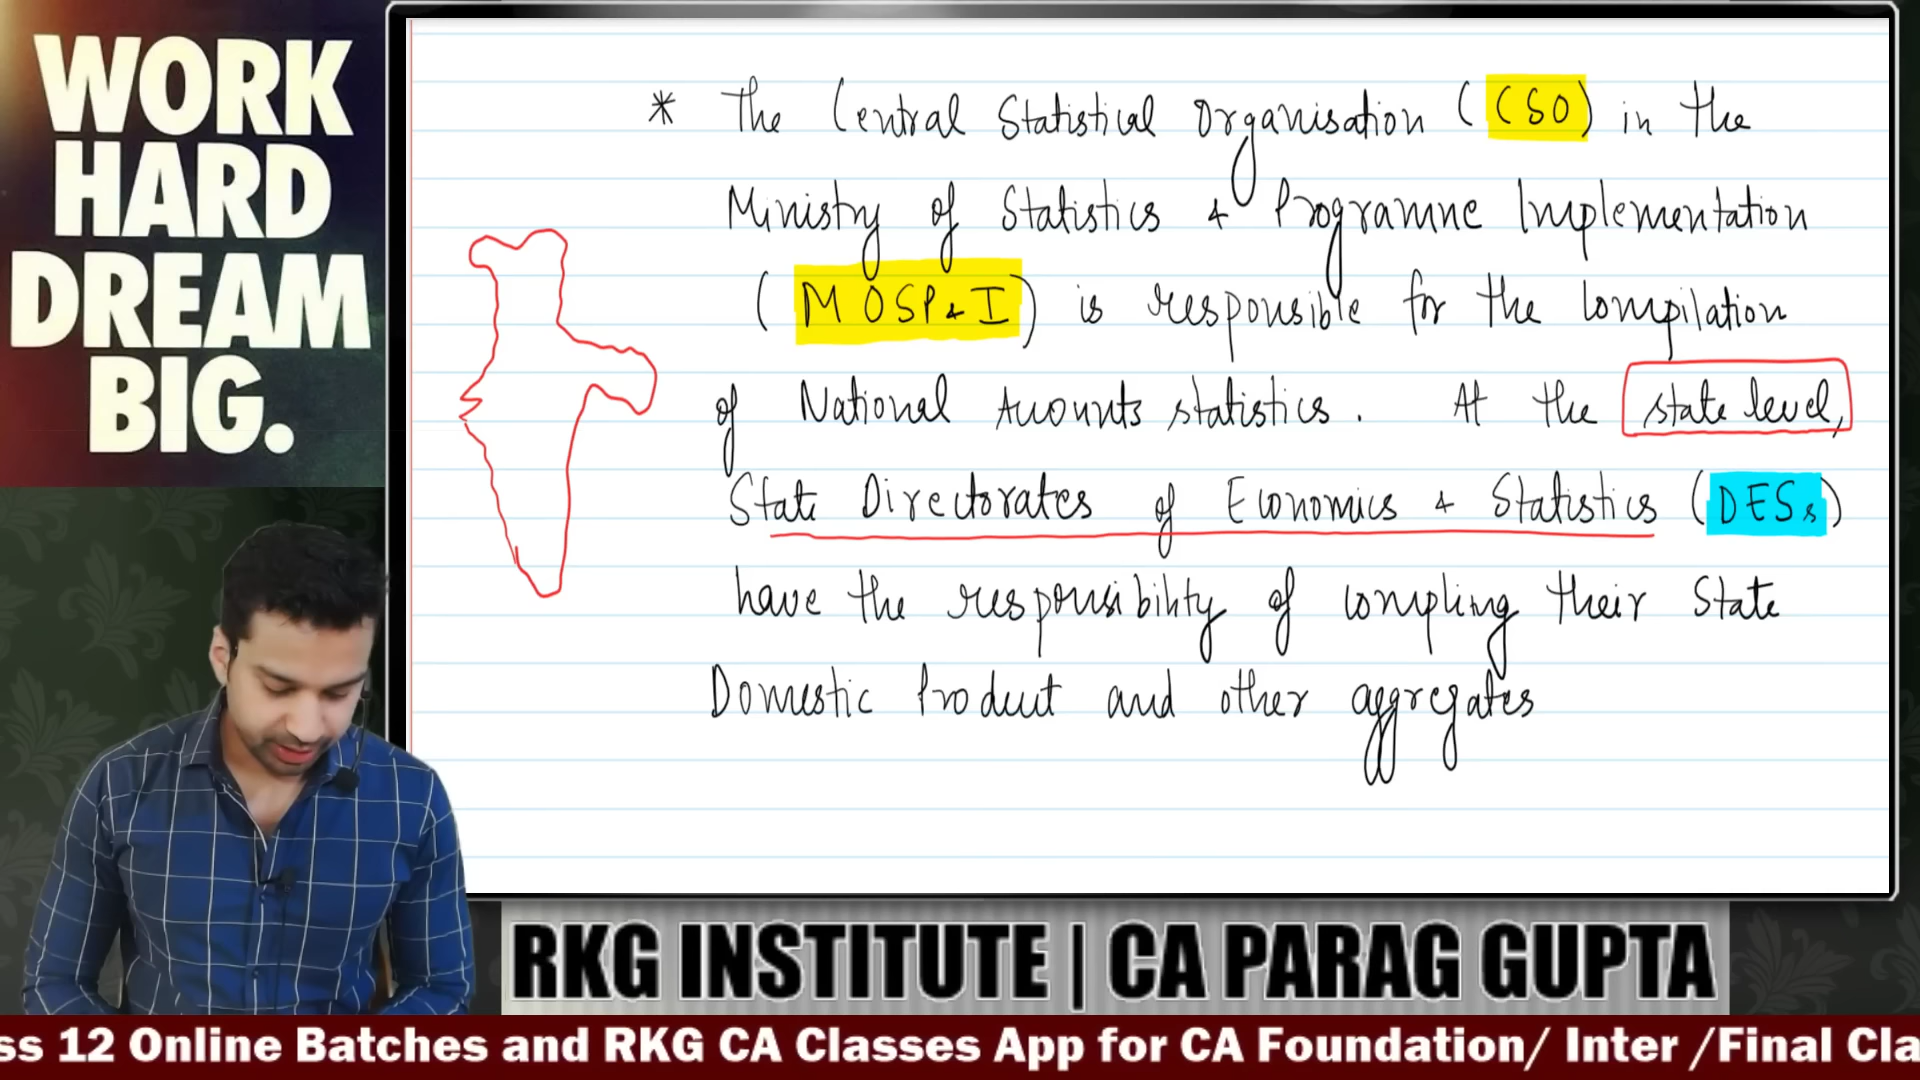 WORK
HARD
DREAM
BIG.
* The Central Statistical Organisation (CSO) in the
Ministry of Statistics & Programme Implementation
(MOSP&I) is responsible for the compilation
of National Accounts statistics. At the state level,
State Directorates of Economics & Statistics (DESs)
have the responsibility of compling their State
Domestic Product and other aggregates
RKG INSTITUTE | CA PARAG GUPTA
ss 12 Online Batches and RKG CA Classes App for CA Foundation/ Inter /Final Cla